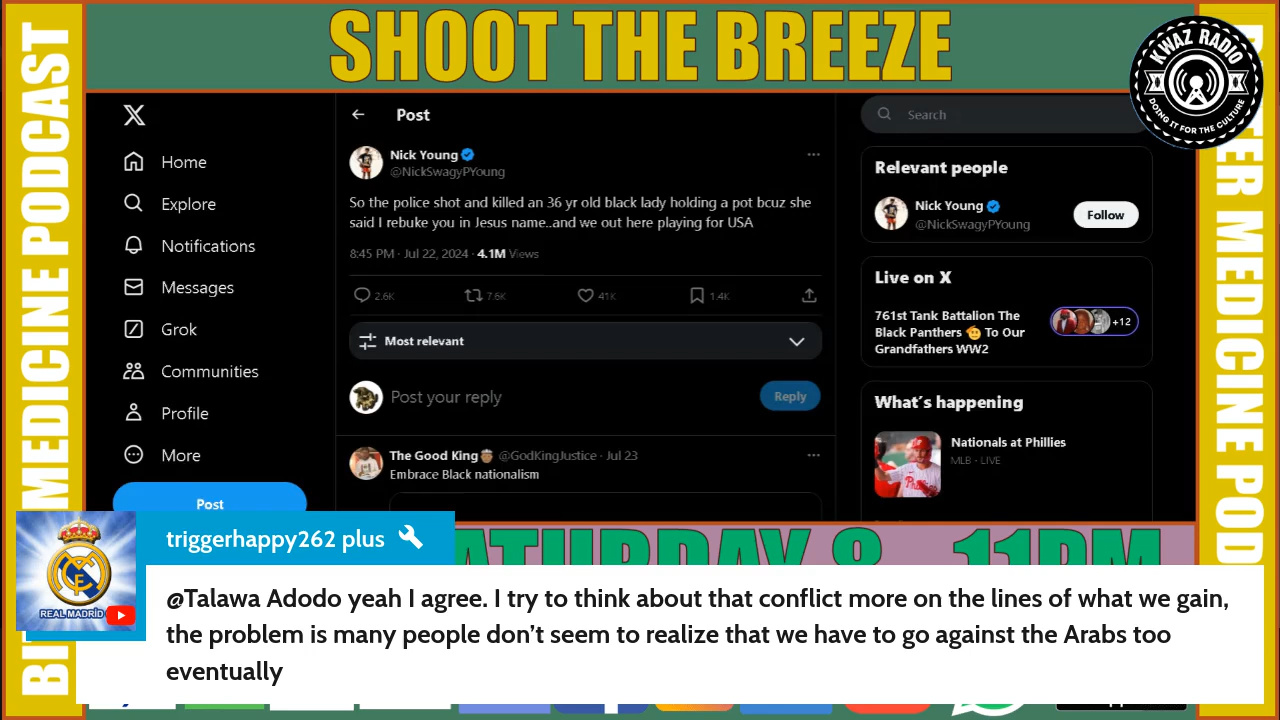 SHOOT THE BREEZE
KWAZ RADIO
DOING IT FOR THE CULTURE
MEDICINE PODCAST
MEDICINE
X
Home
Explore
Notifications
Messages
Grok
Communities
Profile
More
Post
Post
Nick Young
@NickSwagyPYoung
So the police shot and killed an 36 yr old black lady holding a pot bcuz she
said I rebuke you in Jesus name..and we out here playing for USA
8:45 PM · Jul 22, 2024 · 4.1M Views
2.6K 7.6K 41K 1.4K
Most relevant
Post your reply
Reply
The Good King @GodKingJustice · Jul 23
Embrace Black nationalism
Search
Relevant people
Nick Young
@NickSwagyPYoung
Follow
Live on X
761st Tank Battalion The
Black Panthers 🫡 To Our
Grandfathers WW2
+12
What's happening
Nationals at Phillies
MLB · LIVE
REAL MADRID
triggerhappy262 plus
@Talawa Adodo yeah I agree. I try to think about that conflict more on the lines of what we gain,
the problem is many people don't seem to realize that we have to go against the Arabs too
eventually